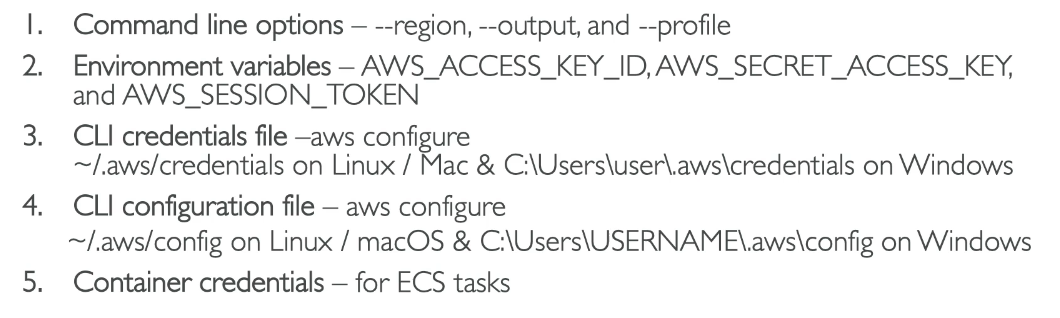 1. Command line options – --region, --output, and --profile
2. Environment variables – AWS_ACCESS_KEY_ID, AWS_SECRET_ACCESS_KEY,
and AWS_SESSION_TOKEN
3. CLI credentials file –aws configure
~/.aws/credentials on Linux / Mac & C:\Users\user\.aws\credentials on Windows
4. CLI configuration file – aws configure
~/.aws/config on Linux / macOS & C:\Users\USERNAME\.aws\config on Windows
5. Container credentials – for ECS tasks